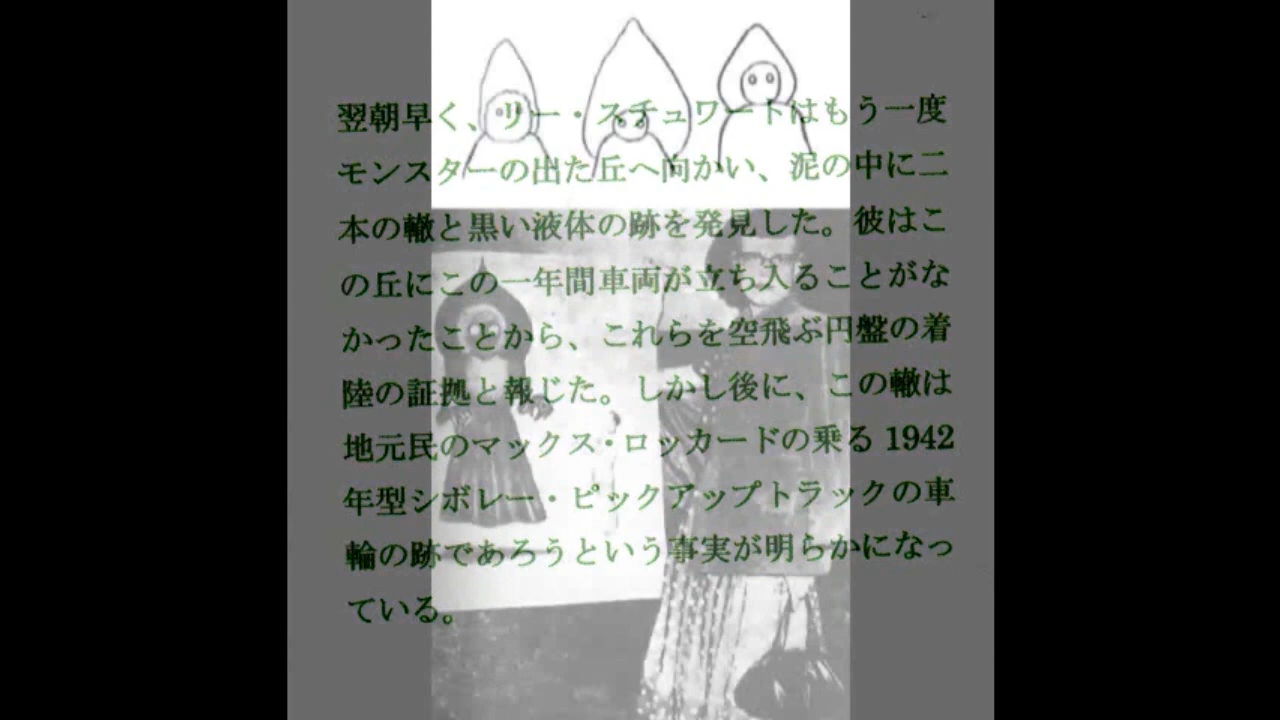 翌朝早く、リー・スチュワートはもう一度
モンスターの出た丘へ向かい、泥の中に二
本の轍と黒い液体の跡を発見した。彼はこ
の丘にこの一年間車両が立ち入ることがな
かったことから、これらを空飛ぶ円盤の着
陸の証拠と報じた。しかし後に、この轍は
地元民のマックス・ロッカードの乗る 1942
年型シボレー・ピックアップトラックの車
輪の跡であろうという事実が明らかになっ
ている。